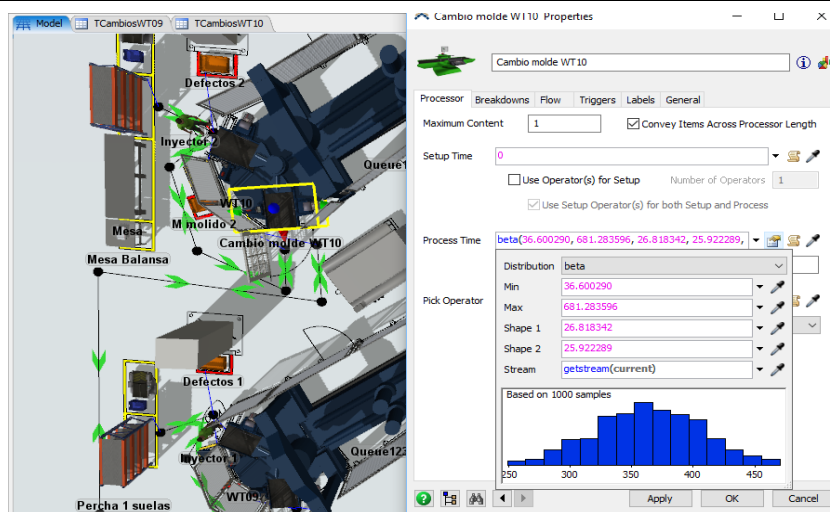 Model
TCambiosWT09
TCambiosWT10
Defectos 2
Inyector 2
WT10
M molido 2
Cambio molde WT10
Mesa
Mesa Balansa
Defectos 1
Inyector 1
WT09
Percha 1 suelas
Queue123
Cambio molde WT10 Properties
Cambio molde WT10
Processor
Breakdowns
Flow
Triggers
Labels
General
Maximum Content
1
Convey Items Across Processor Length
Setup Time
0
Use Operator(s) for Setup
Number of Operators
1
Use Setup Operator(s) for both Setup and Process
Process Time
beta(36.600290, 681.283596, 26.818342, 25.922289,
Pick Operator
Distribution
beta
Min
36.600290
Max
681.283596
Shape 1
26.818342
Shape 2
25.922289
Stream
getstream(current)
Based on 1000 samples
250 300 350 400 450
Apply
OK
Cancel